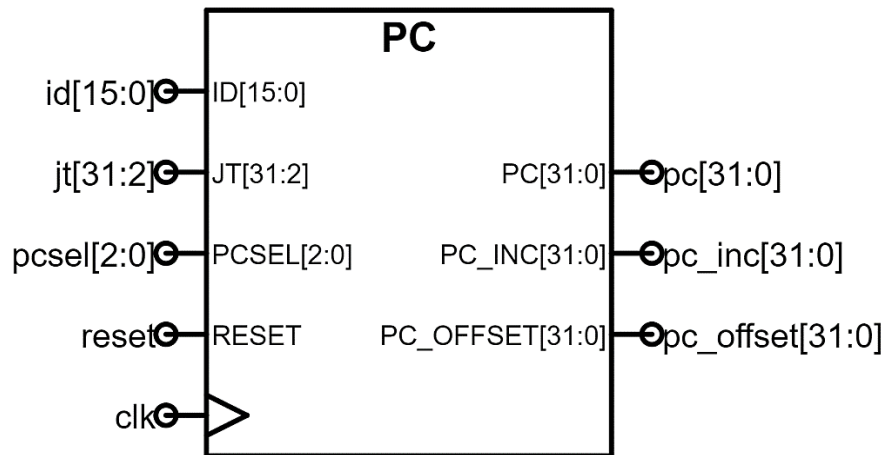 PC
id[15:0] ID[15:0]
jt[31:2] JT[31:2] PC[31:0] pc[31:0]
pcsel[2:0] PCSEL[2:0] PC_INC[31:0] pc_inc[31:0]
reset RESET PC_OFFSET[31:0] pc_offset[31:0]
clk